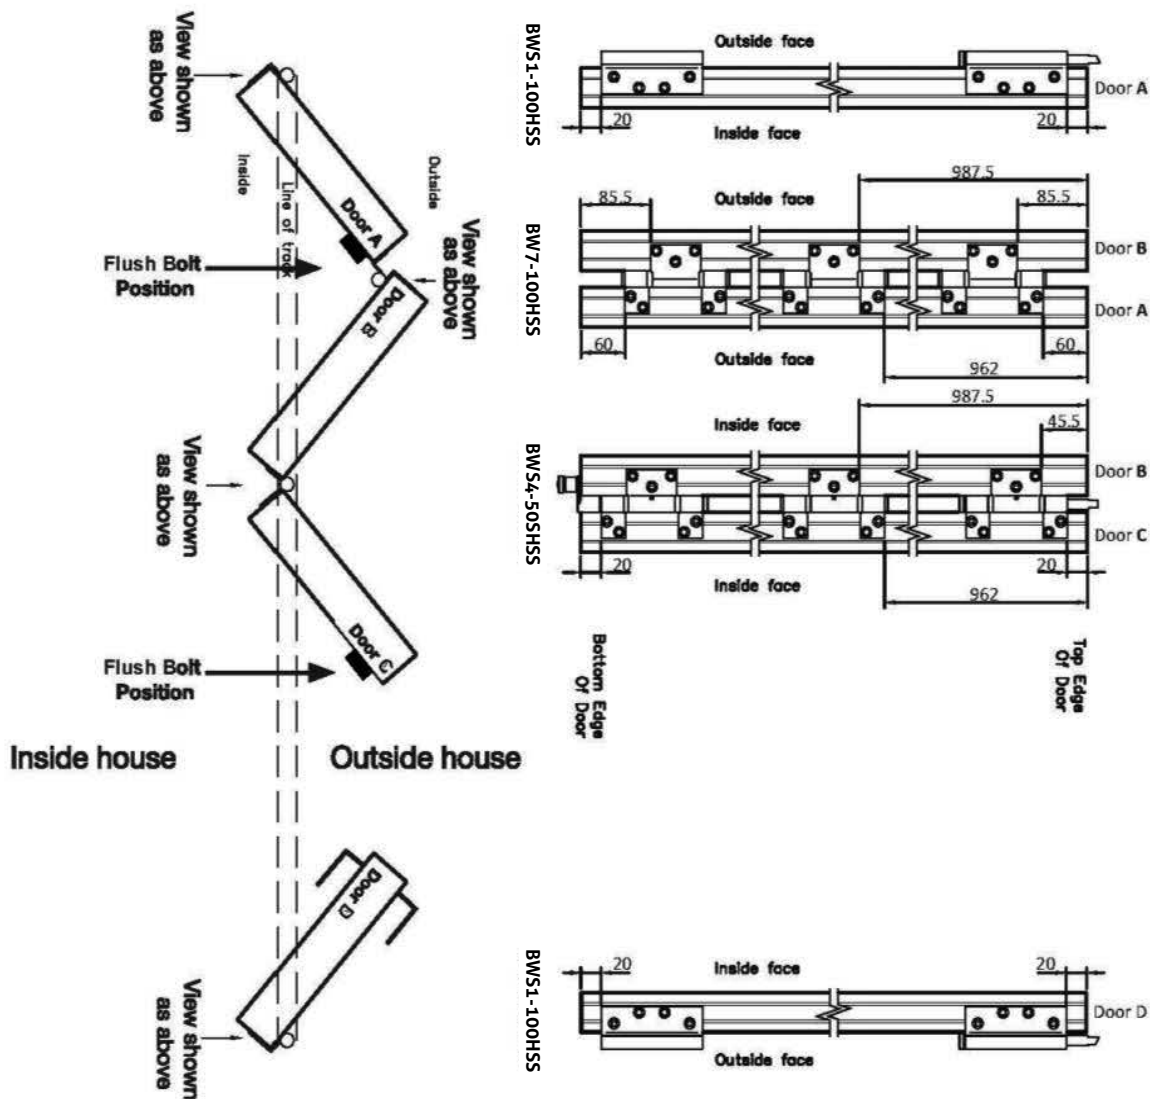 View shown
as above
Inside
Line of track
Outside
Door A
Flush Bolt
Position
View shown
as above
Door B
View shown
as above
Door C
Flush Bolt
Position
Inside house
Outside house
Door D
View shown
as above
BWS1-100HSS
Outside face
Door A
20
Inside face
20
BW7-100HSS
987.5
85.5
Outside face
85.5
Door B
Door A
60
Outside face
60
962
BWS4-50SHSS
987.5
Inside face
45.5
Door B
Door C
20
Inside face
20
962
Bottom Edge
Of Door
Top Edge
Of Door
BWS1-100HSS
20
Inside face
20
Door D
Outside face